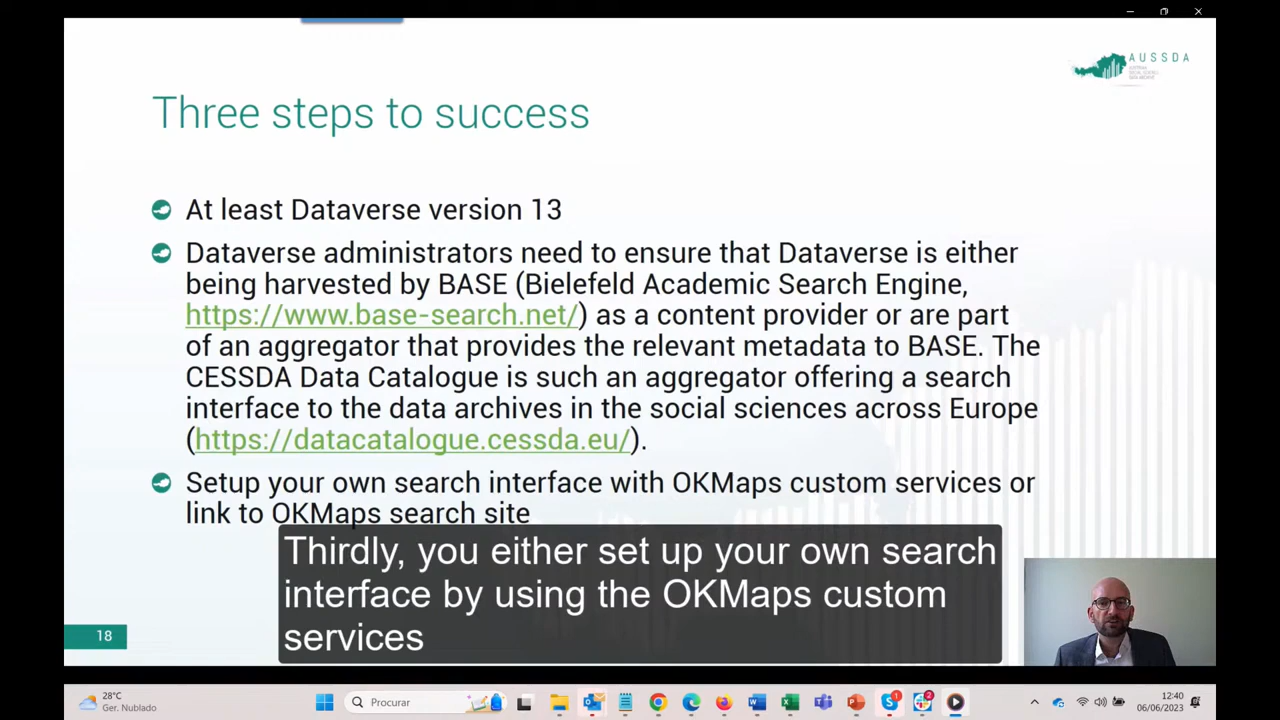 AUSSDA
Three steps to success
At least Dataverse version 13
Dataverse administrators need to ensure that Dataverse is either
being harvested by BASE (Bielefeld Academic Search Engine,
https://www.base-search.net/) as a content provider or are part
of an aggregator that provides the relevant metadata to BASE. The
CESSDA Data Catalogue is such an aggregator offering a search
interface to the data archives in the social sciences across Europe
(https://datacatalogue.cessda.eu/).
Setup your own search interface with OKMaps custom services or
link to OKMaps search site
Thirdly, you either set up your own search
interface by using the OKMaps custom
services
18
28°C
Ger. Nublado
Procurar
1
2
12:40
06/06/2023